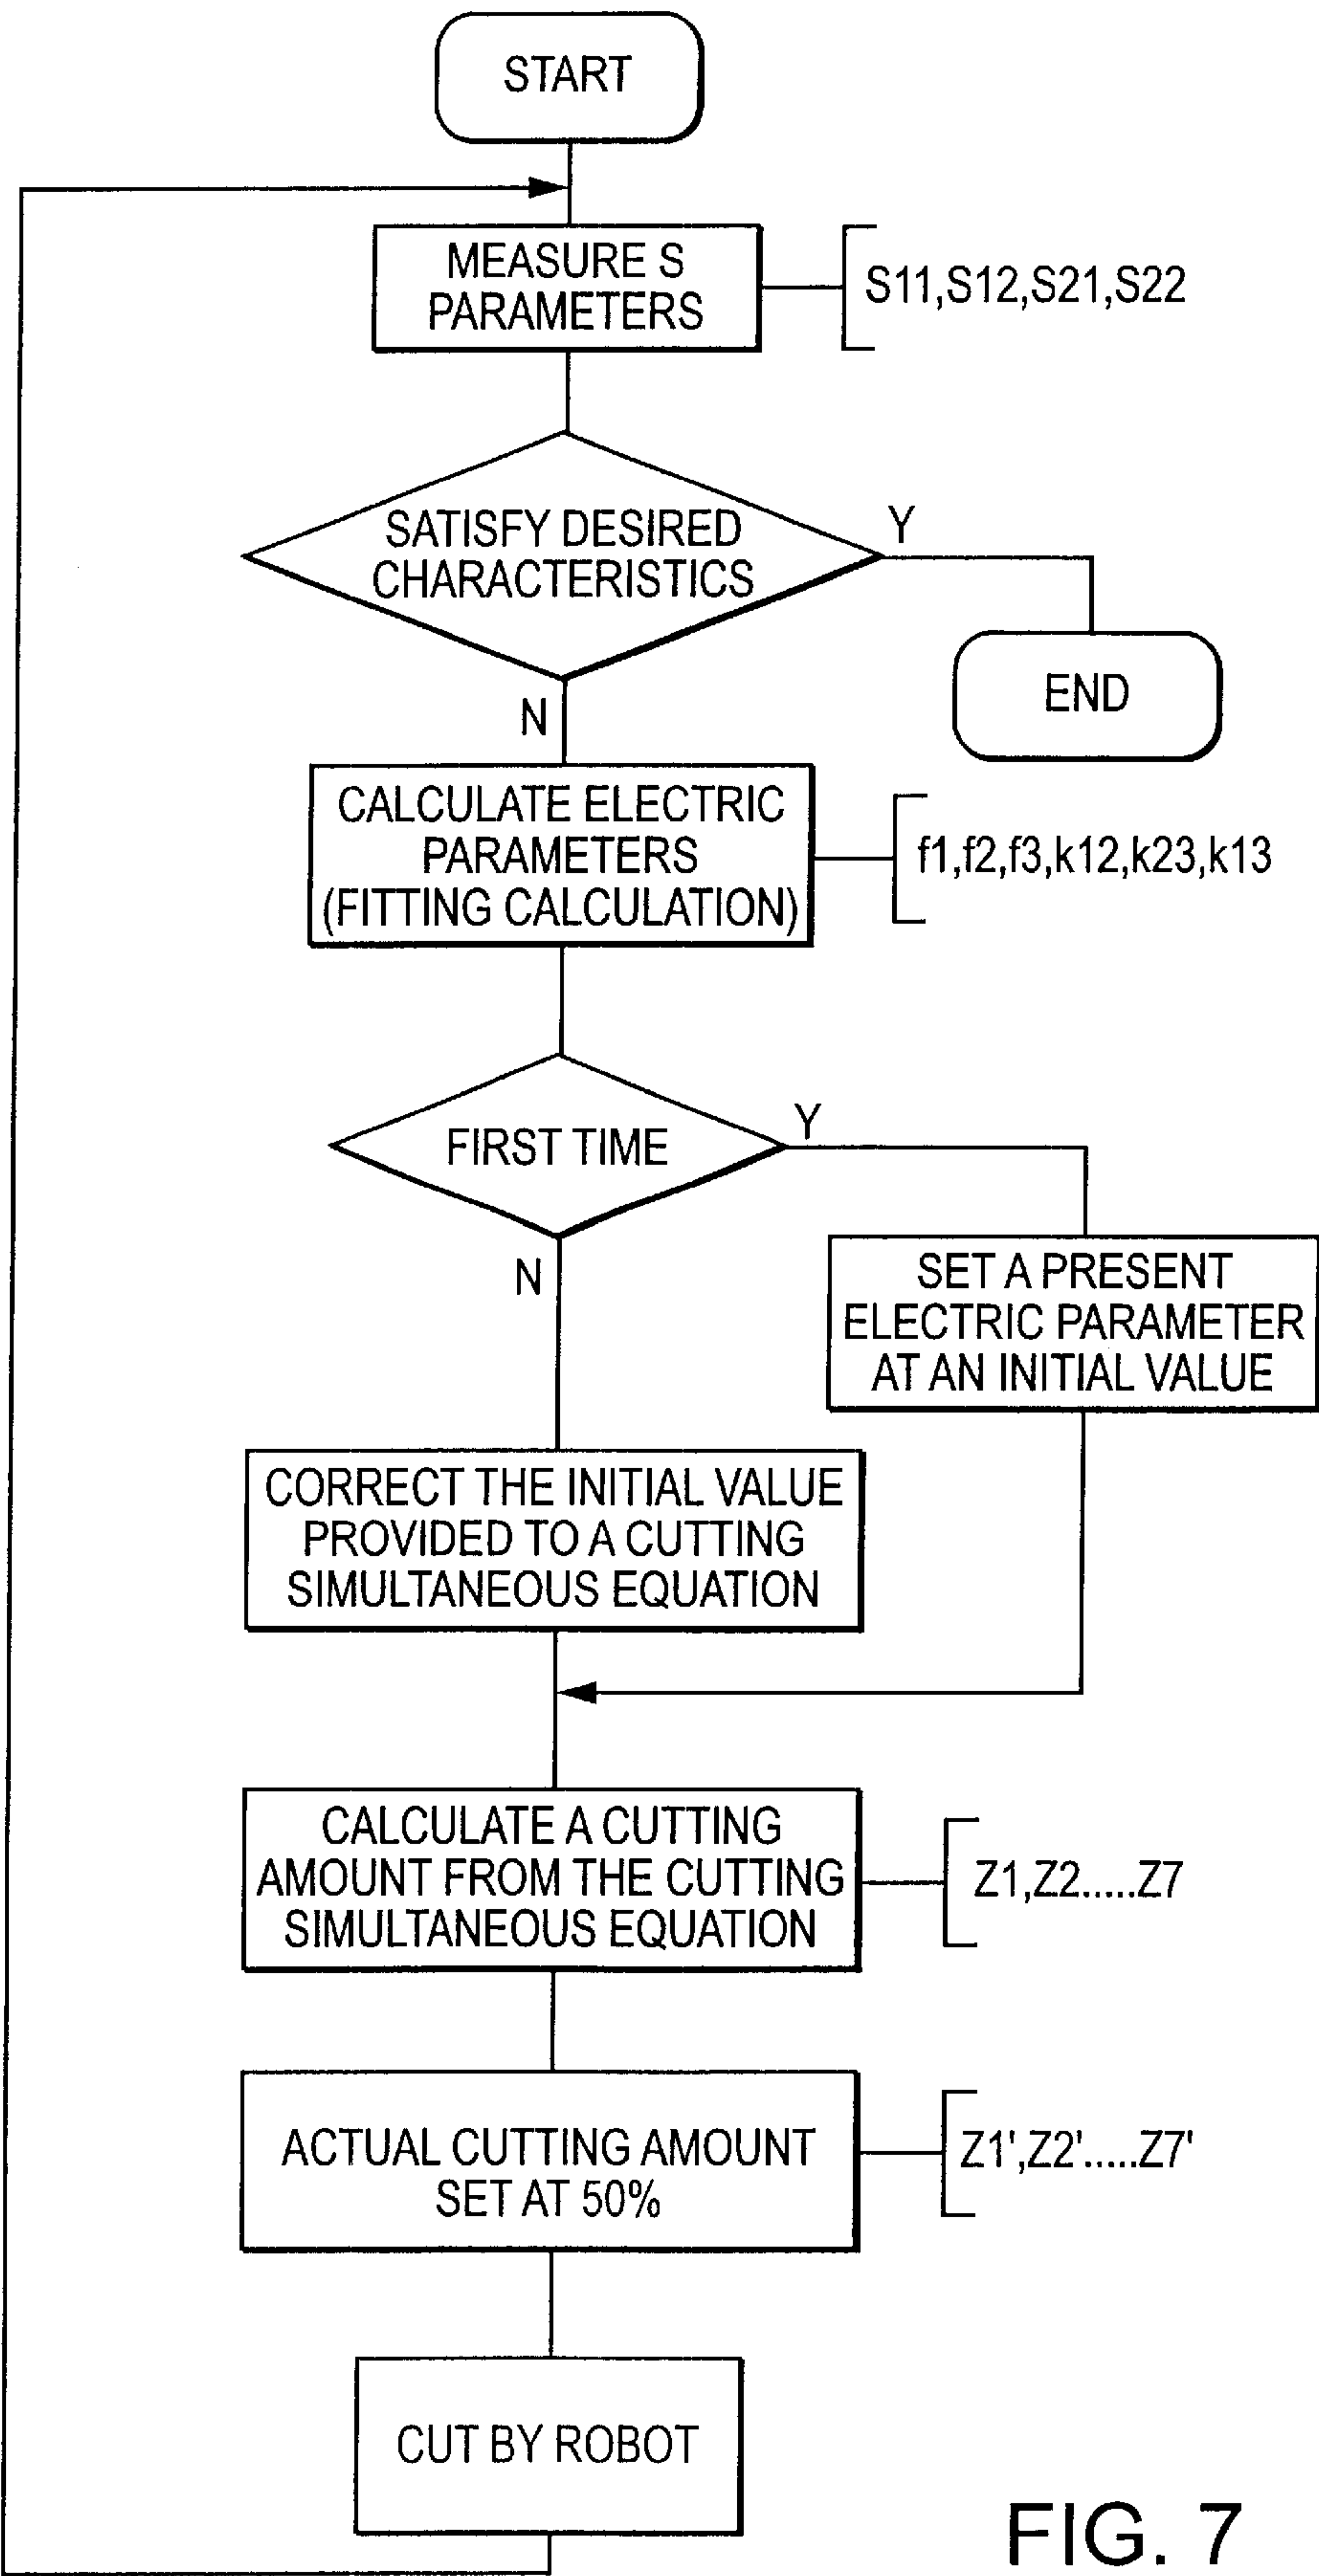 START
MEASURE S
PARAMETERS
S11,S12,S21,S22
SATISFY DESIRED
CHARACTERISTICS
Y
END
N
CALCULATE ELECTRIC
PARAMETERS
(FITTING CALCULATION)
f1,f2,f3,k12,k23,k13
FIRST TIME
Y
N
SET A PRESENT
ELECTRIC PARAMETER
AT AN INITIAL VALUE
CORRECT THE INITIAL VALUE
PROVIDED TO A CUTTING
SIMULTANEOUS EQUATION
CALCULATE A CUTTING
AMOUNT FROM THE CUTTING
SIMULTANEOUS EQUATION
Z1,Z2.....Z7
ACTUAL CUTTING AMOUNT
SET AT 50%
Z1',Z2'.....Z7'
CUT BY ROBOT
FIG. 7